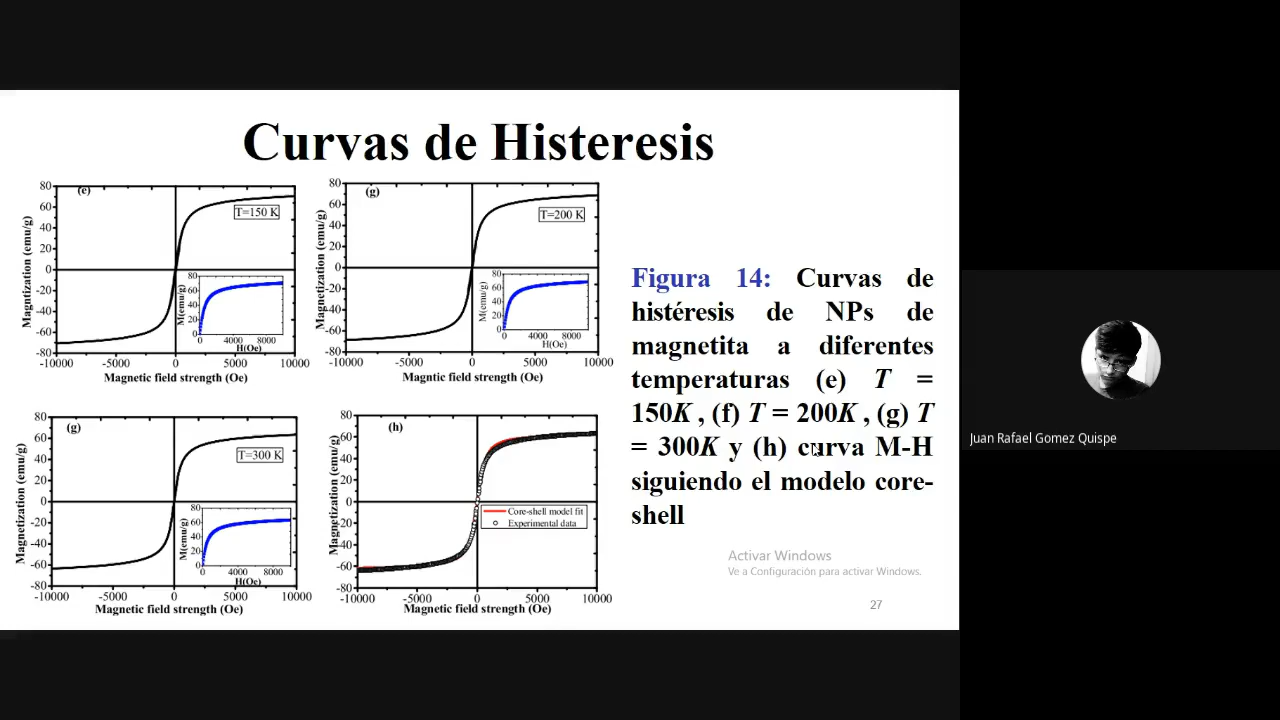 Curvas de Histeresis
(e)
T=150 K
Magnetization (emu/g)
80
60
40
20
0
-20
-40
-60
-80
-10000 -5000 0 5000 10000
Magnetic field strength (Oe)
M(emu/g)
80
60
40
20
0
0 4000 8000
H(Oe)
(g)
T=200 K
Magnetization (emu/g)
80
60
40
20
0
-20
-40
-60
-80
-10000 -5000 0 5000 10000
Magntic field strength (Oe)
M(emu/g)
80
60
40
20
0
0 4000 8000
H(Oe)
(g)
T=300 K
Magnetization (emu/g)
80
60
40
20
0
-20
-40
-60
-80
-10000 -5000 0 5000 10000
Magnetic field strength (Oe)
M(emu/g)
80
60
40
20
0
0 4000 8000
H(Oe)
(h)
Core-shell model fit
Experimental data
Magnetization (emu/g)
80
60
40
20
0
-20
-40
-60
-80
-10000 -5000 0 5000 10000
Magnetic field strength (Oe)
Figura 14: Curvas de
histéresis de NPs de
magnetita a diferentes
temperaturas (e) T =
150K , (f) T = 200K , (g) T
= 300K y (h) curva M-H
siguiendo el modelo core-
shell
Activar Windows
Ve a Configuración para activar Windows.
27
Juan Rafael Gomez Quispe